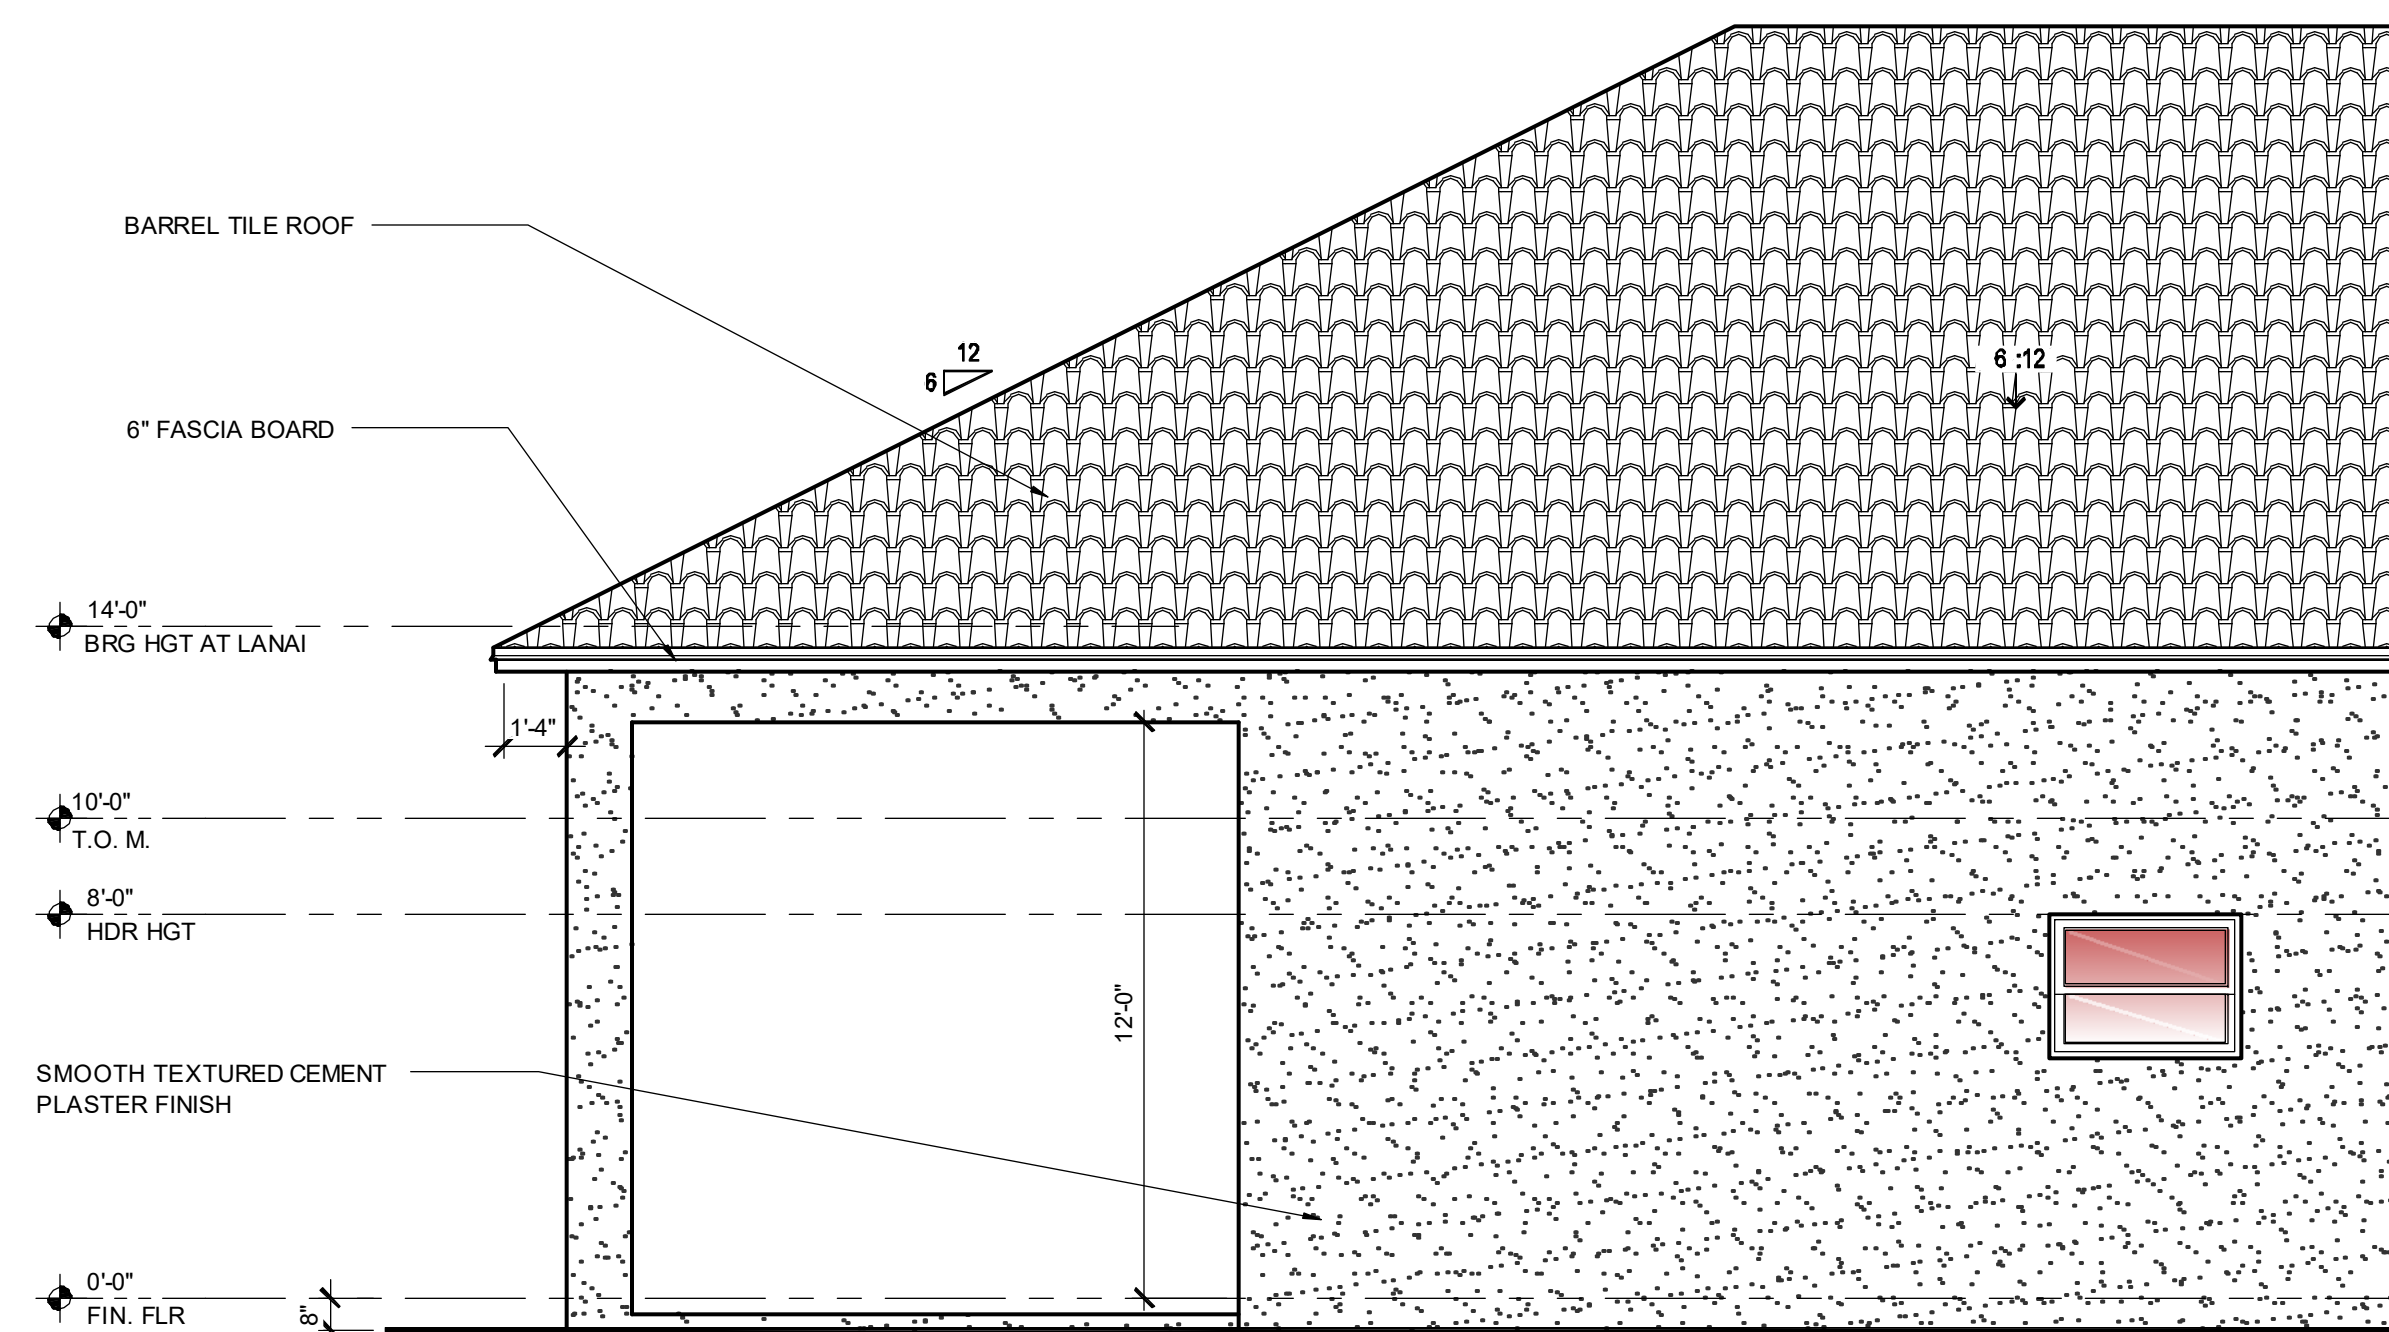 BARREL TILE ROOF
12
6
6 :12
6" FASCIA BOARD
14'-0"
BRG HGT AT LANAI
1'-4"
10'-0"
T.O. M.
8'-0"
HDR HGT
12'-0"
SMOOTH TEXTURED CEMENT
PLASTER FINISH
0'-0"
FIN. FLR
8"